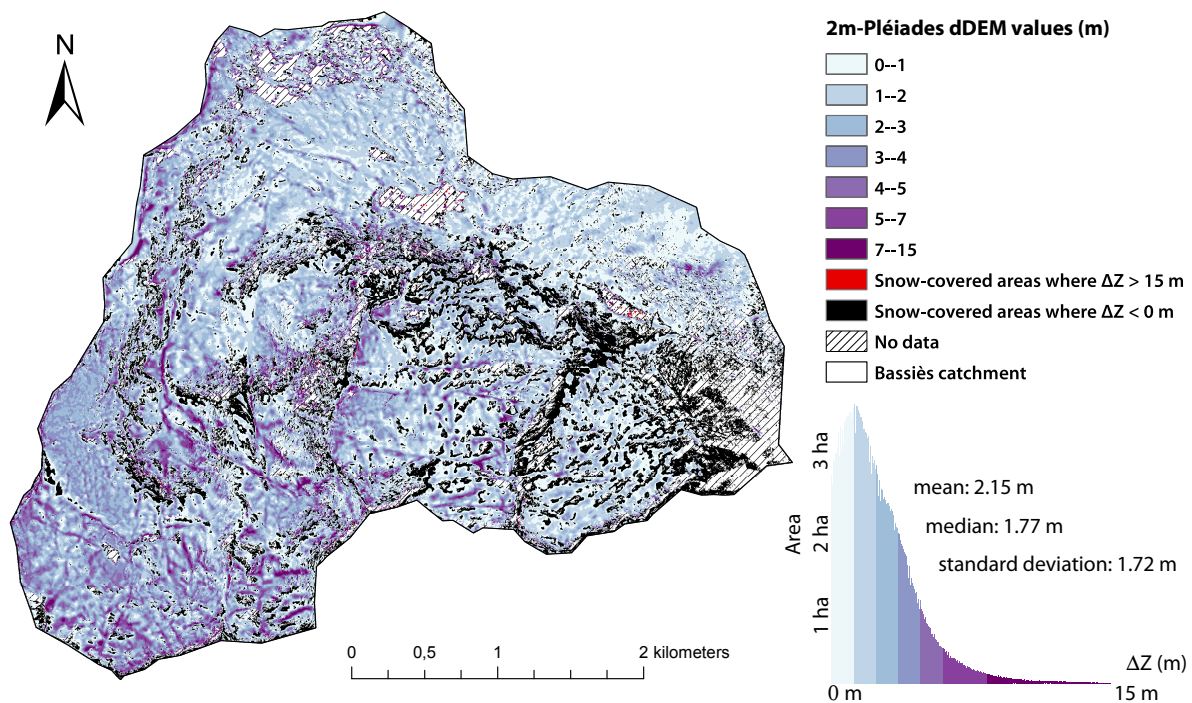 N
2m-Pléiades dDEM values (m)
0--1
1--2
2--3
3--4
4--5
5--7
7--15
Snow-covered areas where ΔZ > 15 m
Snow-covered areas where ΔZ < 0 m
No data
Bassiès catchment
Area
3 ha
2 ha
1 ha
mean: 2.15 m
median: 1.77 m
standard deviation: 1.72 m
ΔZ (m)
0 m
15 m
0
0,5
1
2 kilometers